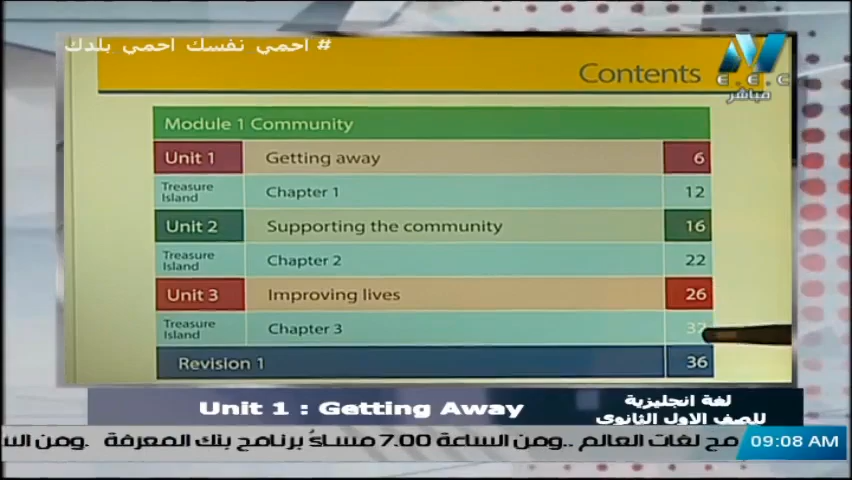 # احمي نفسك احمي بلدك
E.E.C
مباشر
Contents
Module 1 Community
Unit 1 Getting away 6
Treasure Island Chapter 1 12
Unit 2 Supporting the community 16
Treasure Island Chapter 2 22
Unit 3 Improving lives 26
Treasure Island Chapter 3
Revision 1 36
Unit 1 : Getting Away
لغة انجليزية
للصف الاول الثانوى
مج لغات العالم ..ومن الساعة 7.00 مساءً برنامج بنك المعرفة ..ومن
09:08 AM